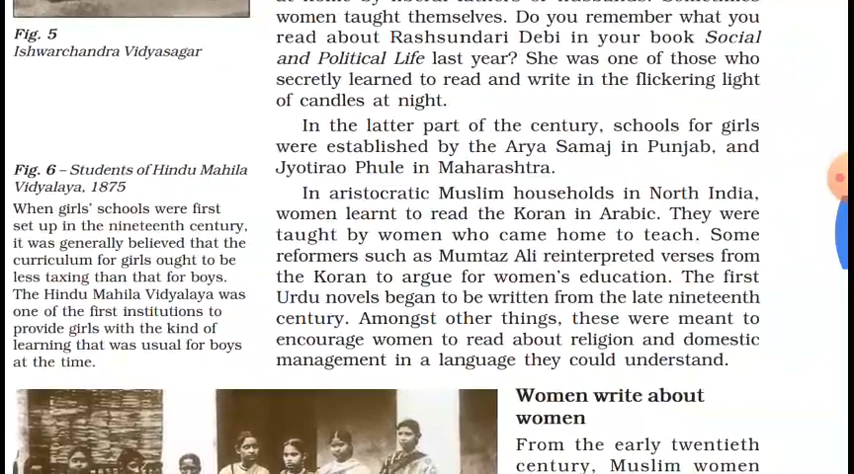 Fig. 5
Ishwarchandra Vidyasagar
Fig. 6 – Students of Hindu Mahila
Vidyalaya, 1875
When girls' schools were first
set up in the nineteenth century,
it was generally believed that the
curriculum for girls ought to be
less taxing than that for boys.
The Hindu Mahila Vidyalaya was
one of the first institutions to
provide girls with the kind of
learning that was usual for boys
at the time.
women taught themselves. Do you remember what you
read about Rashsundari Debi in your book Social
and Political Life last year? She was one of those who
secretly learned to read and write in the flickering light
of candles at night.
In the latter part of the century, schools for girls
were established by the Arya Samaj in Punjab, and
Jyotirao Phule in Maharashtra.
In aristocratic Muslim households in North India,
women learnt to read the Koran in Arabic. They were
taught by women who came home to teach. Some
reformers such as Mumtaz Ali reinterpreted verses from
the Koran to argue for women's education. The first
Urdu novels began to be written from the late nineteenth
century. Amongst other things, these were meant to
encourage women to read about religion and domestic
management in a language they could understand.
Women write about
women
From the early twentieth
century, Muslim women